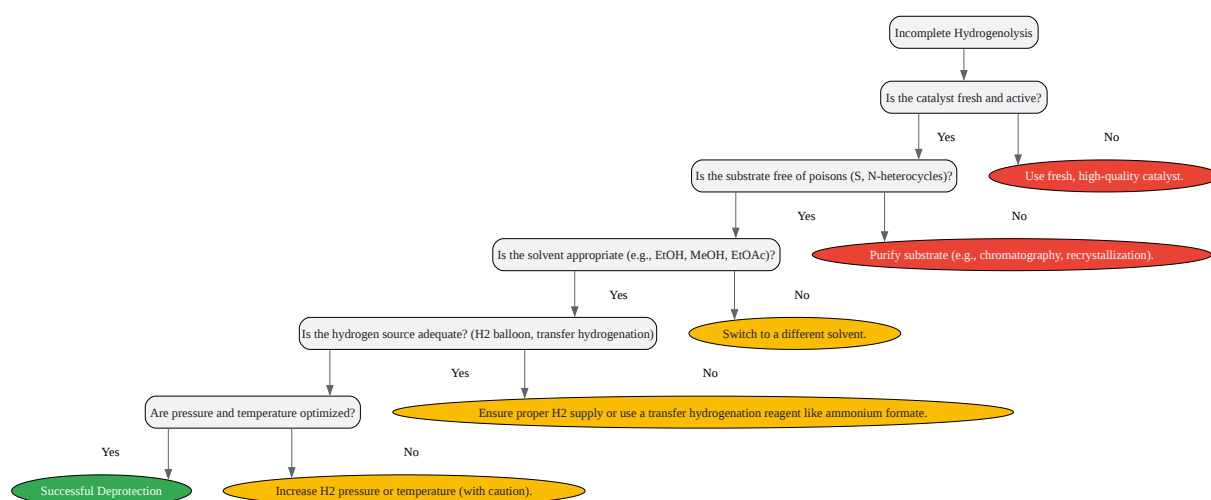 Incomplete Hydrogenolysis
Is the catalyst fresh and active?
Yes
No
Is the substrate free of poisons (S, N-heterocycles)?
Use fresh, high-quality catalyst.
Yes
No
Is the solvent appropriate (e.g., EtOH, MeOH, EtOAc)?
Purify substrate (e.g., chromatography, recrystallization).
Yes
No
Is the hydrogen source adequate? (H2 balloon, transfer hydrogenation)
Switch to a different solvent.
Yes
No
Are pressure and temperature optimized?
Ensure proper H2 supply or use a transfer hydrogenation reagent like ammonium formate.
Yes
No
Successful Deprotection
Increase H2 pressure or temperature (with caution).